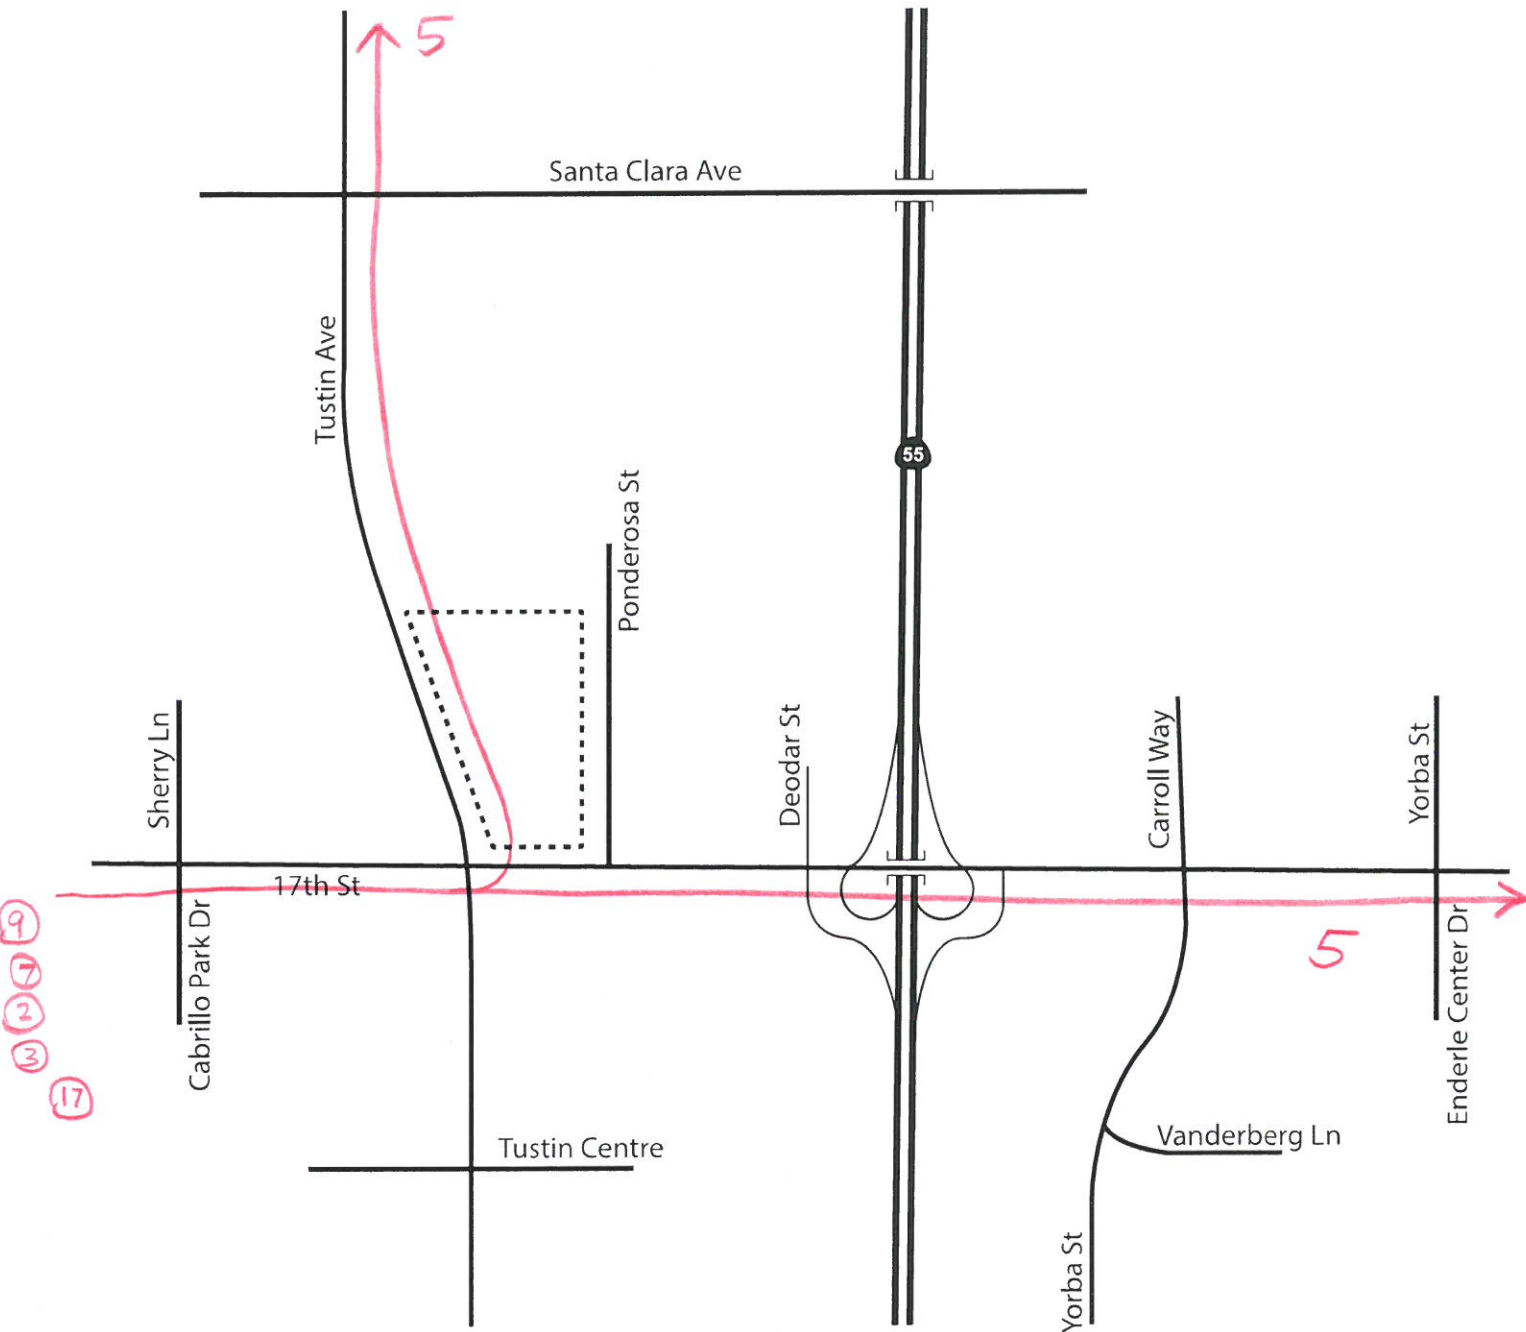 5
Santa Clara Ave
Tustin Ave
55
Ponderosa St
Sherry Ln
Deodar St
Carroll Way
Yorba St
17th St
9
7
2
3
17
Cabrillo Park Dr
5
Enderle Center Dr
Tustin Centre
Vanderberg Ln
Yorba St